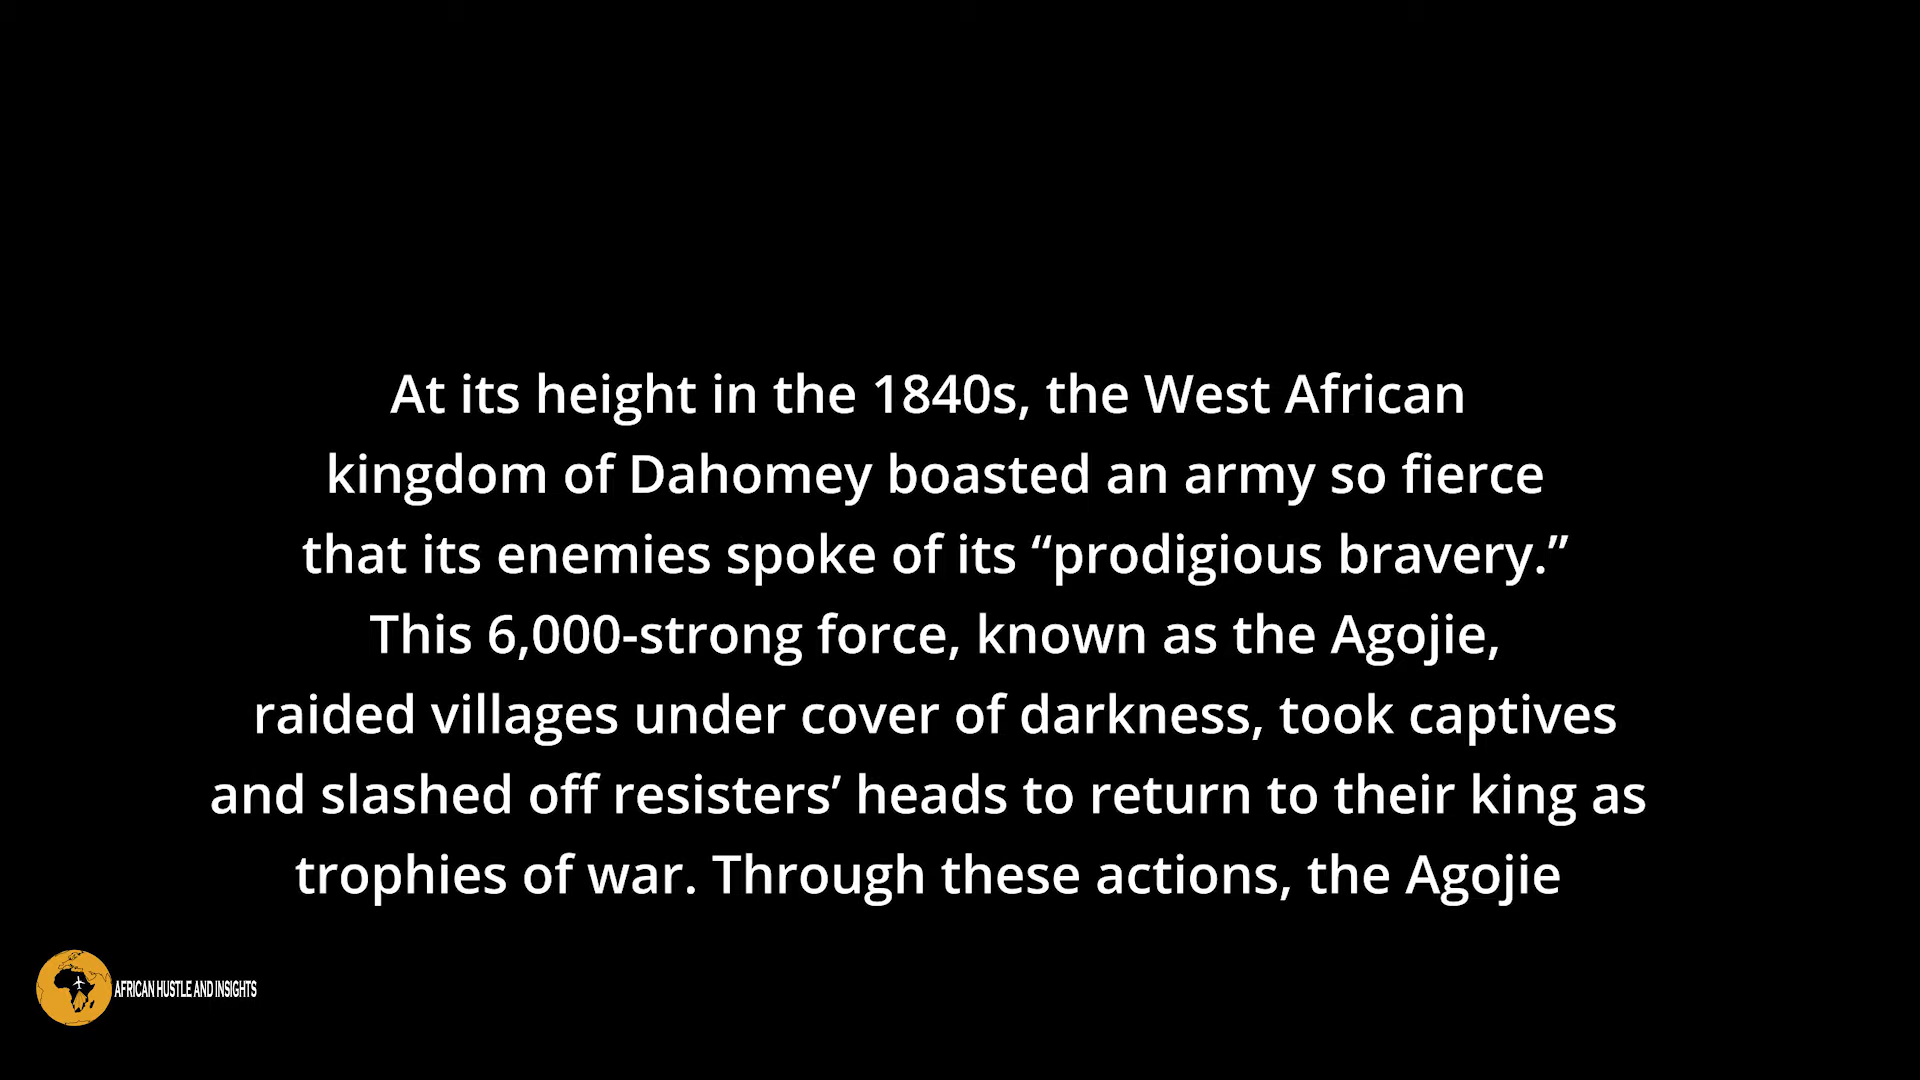 At its height in the 1840s, the West African
kingdom of Dahomey boasted an army so fierce
that its enemies spoke of its “prodigious bravery.”
This 6,000-strong force, known as the Agojie,
raided villages under cover of darkness, took captives
and slashed off resisters’ heads to return to their king as
trophies of war. Through these actions, the Agojie
AFRICAN HUSTLE AND INSIGHTS